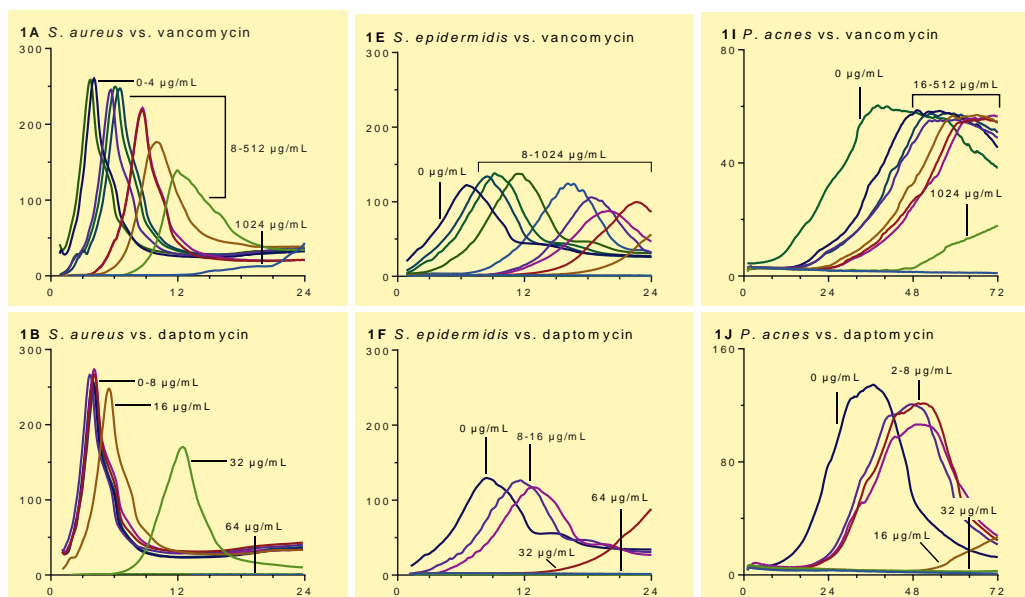 1A S. aureus vs. vancomycin
300
200
100
0
0
12
24
0-4 µg/mL
8-512 µg/mL
1024 µg/mL
1E S. epidermidis vs. vancomycin
300
200
100
0
0
12
24
0 µg/mL
8-1024 µg/mL
1I P. acnes vs. vancomycin
80
40
0
0
24
48
72
0 µg/mL
16-512 µg/mL
1024 µg/mL
1B S. aureus vs. daptomycin
300
200
100
0
0
12
24
0-8 µg/mL
16 µg/mL
32 µg/mL
64 µg/mL
1F S. epidermidis vs. daptomycin
300
200
100
0
0
12
24
0 µg/mL
8-16 µg/mL
64 µg/mL
32 µg/mL
1J P. acnes vs. daptomycin
160
80
0
0
24
48
72
0 µg/mL
2-8 µg/mL
32 µg/mL
16 µg/mL